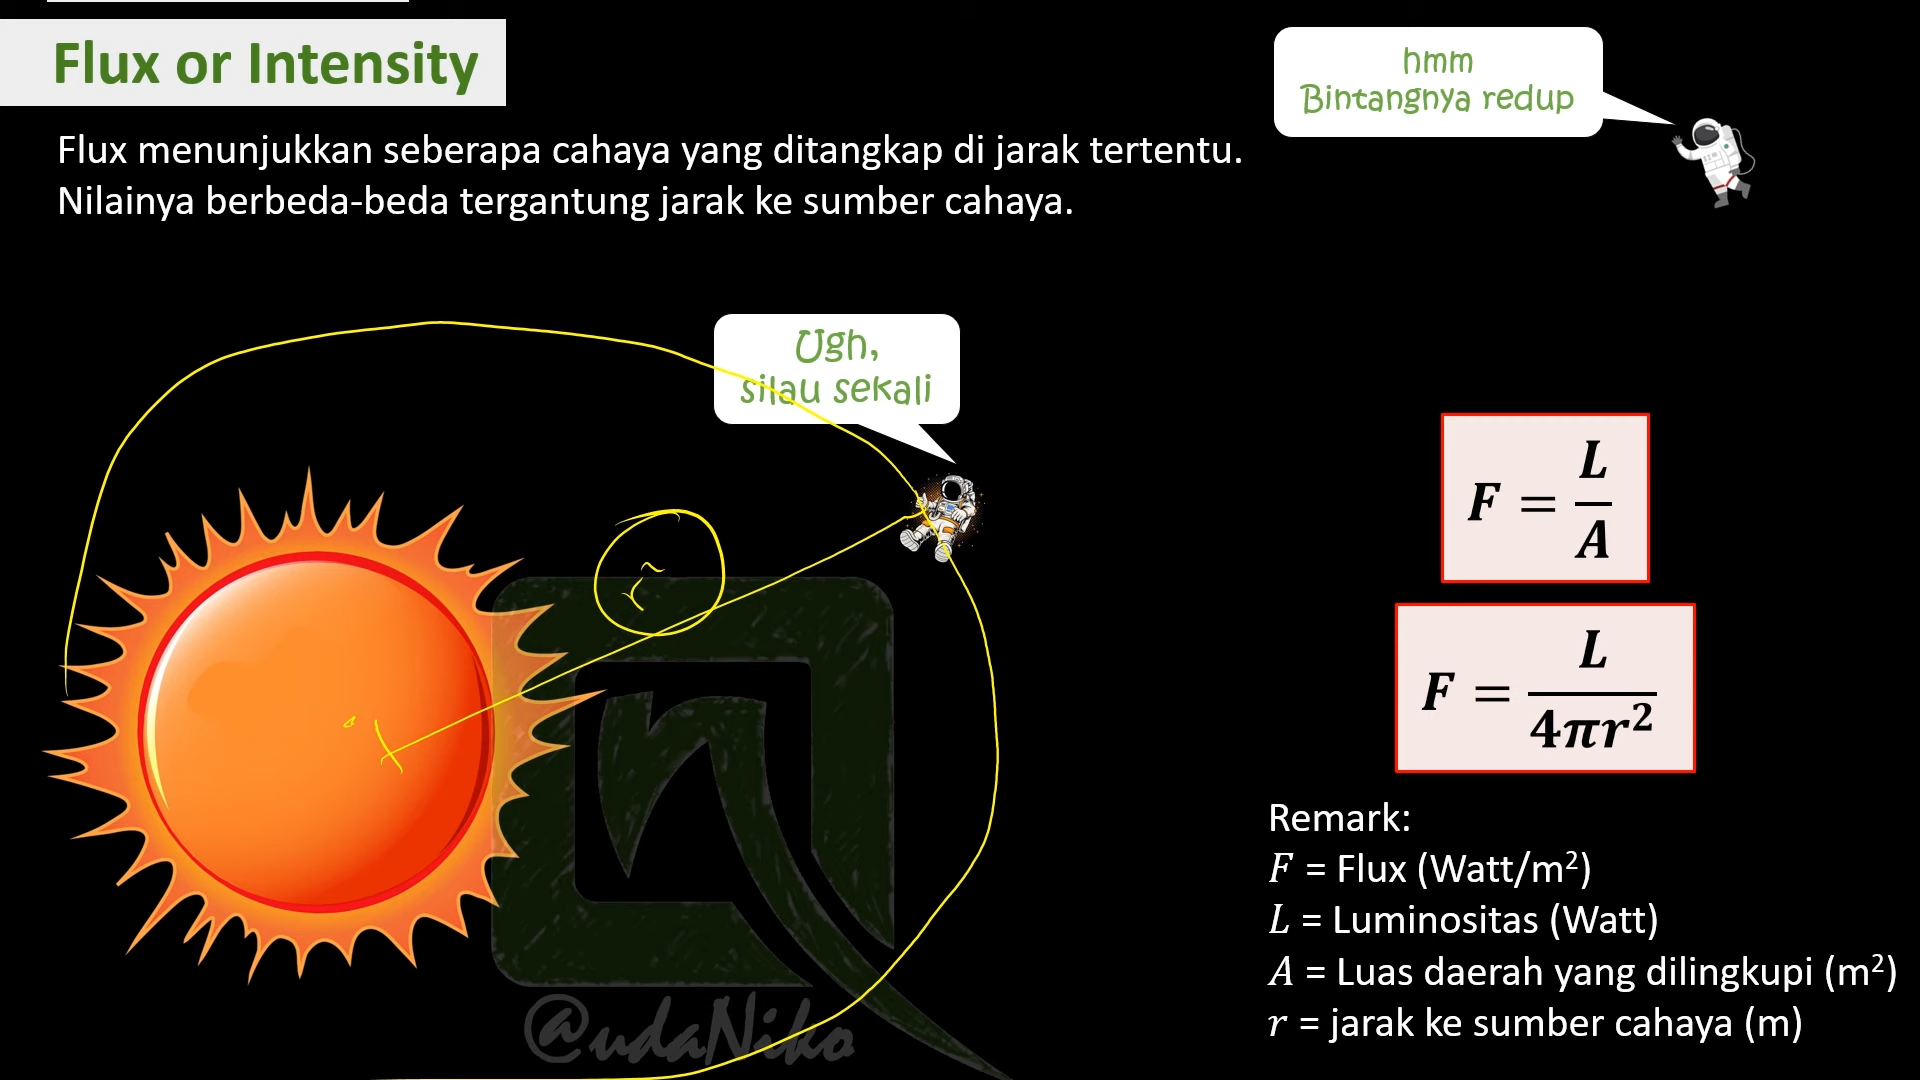 Flux or Intensity
hmm
Bintangnya redup
Flux menunjukkan seberapa cahaya yang ditangkap di jarak tertentu.
Nilainya berbeda-beda tergantung jarak ke sumber cahaya.
Ugh,
silau sekali
r
F = L/A
F = L/4πr²
Remark:
F = Flux (Watt/m²)
L = Luminositas (Watt)
A = Luas daerah yang dilingkupi (m²)
r = jarak ke sumber cahaya (m)
@udaNiko